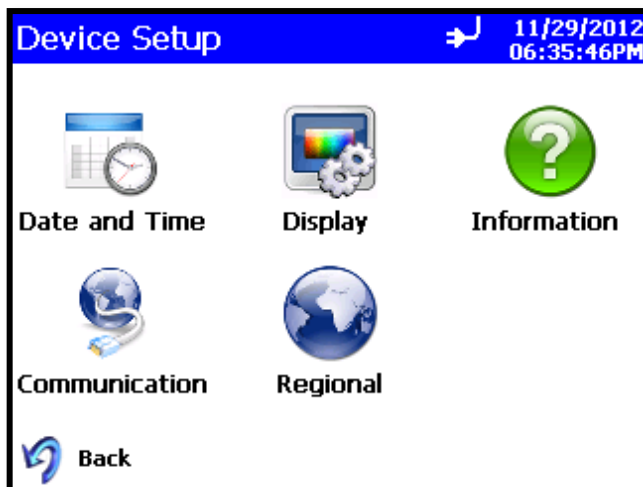 Device Setup
11/29/2012
06:35:46PM
Date and Time
Display
Information
Communication
Regional
Back